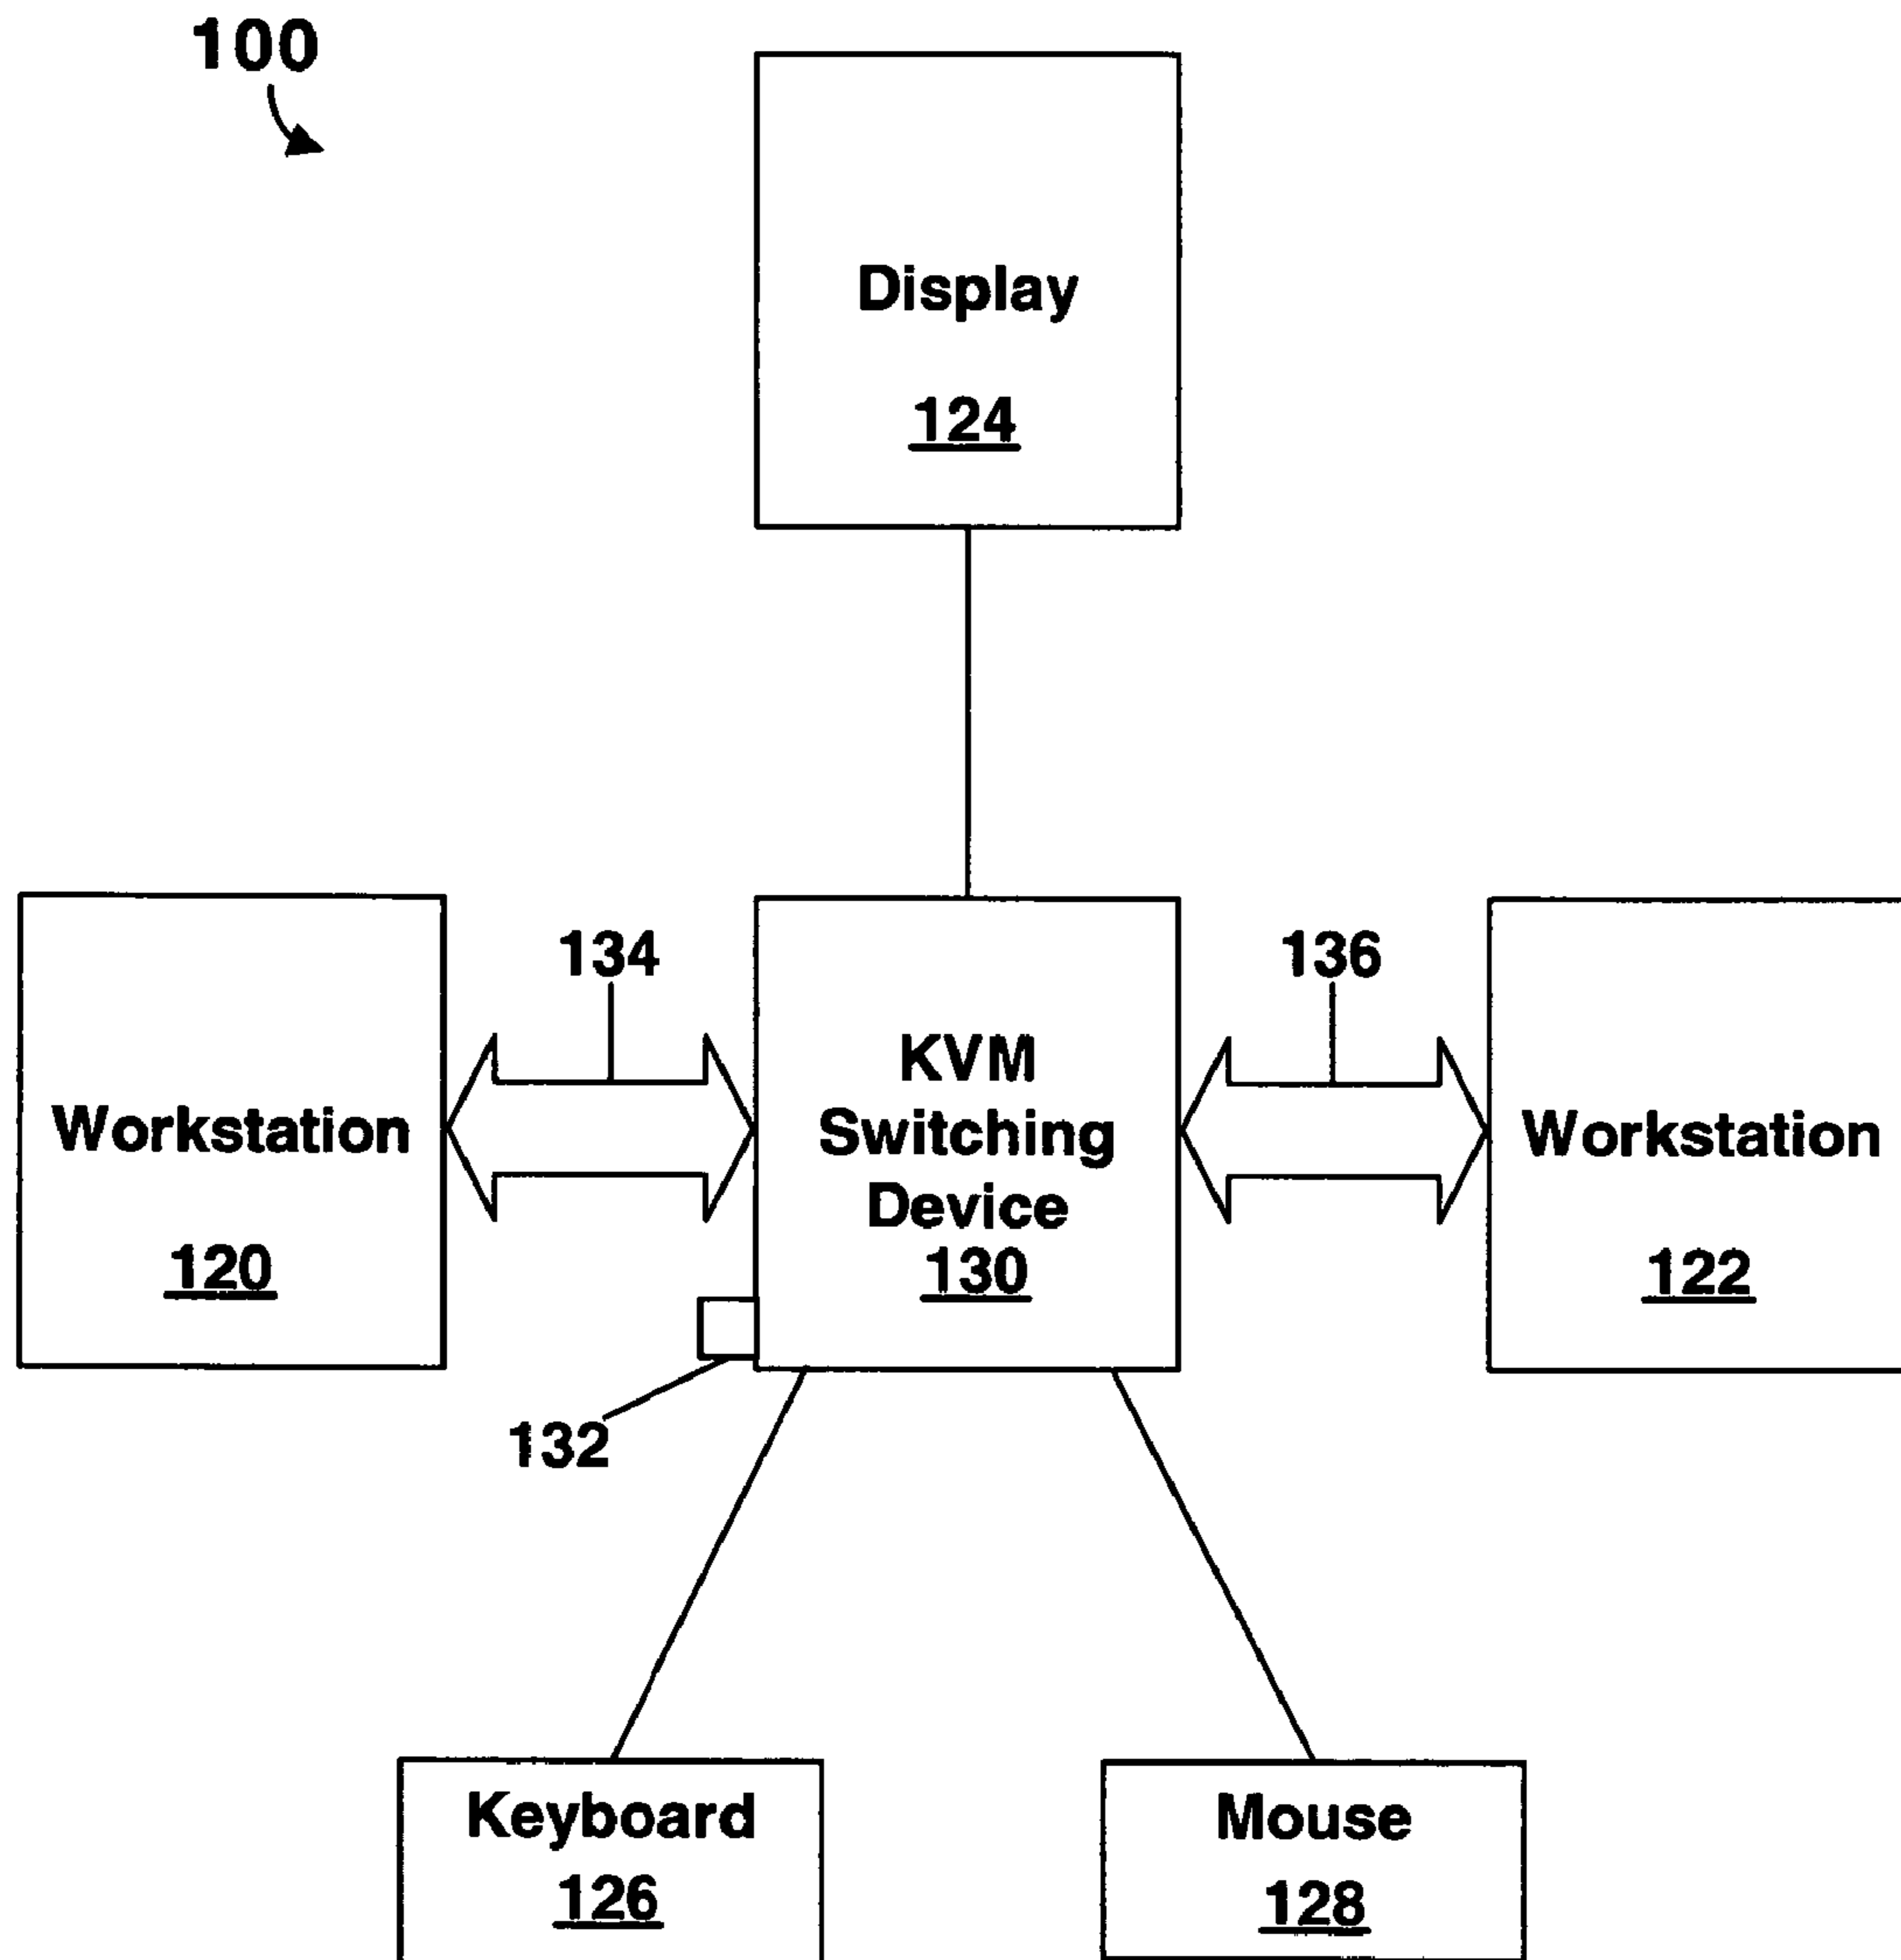 100
Display
124
134
136
KVM
Switching
Device
130
Workstation
120
Workstation
122
132
Keyboard
126
Mouse
128